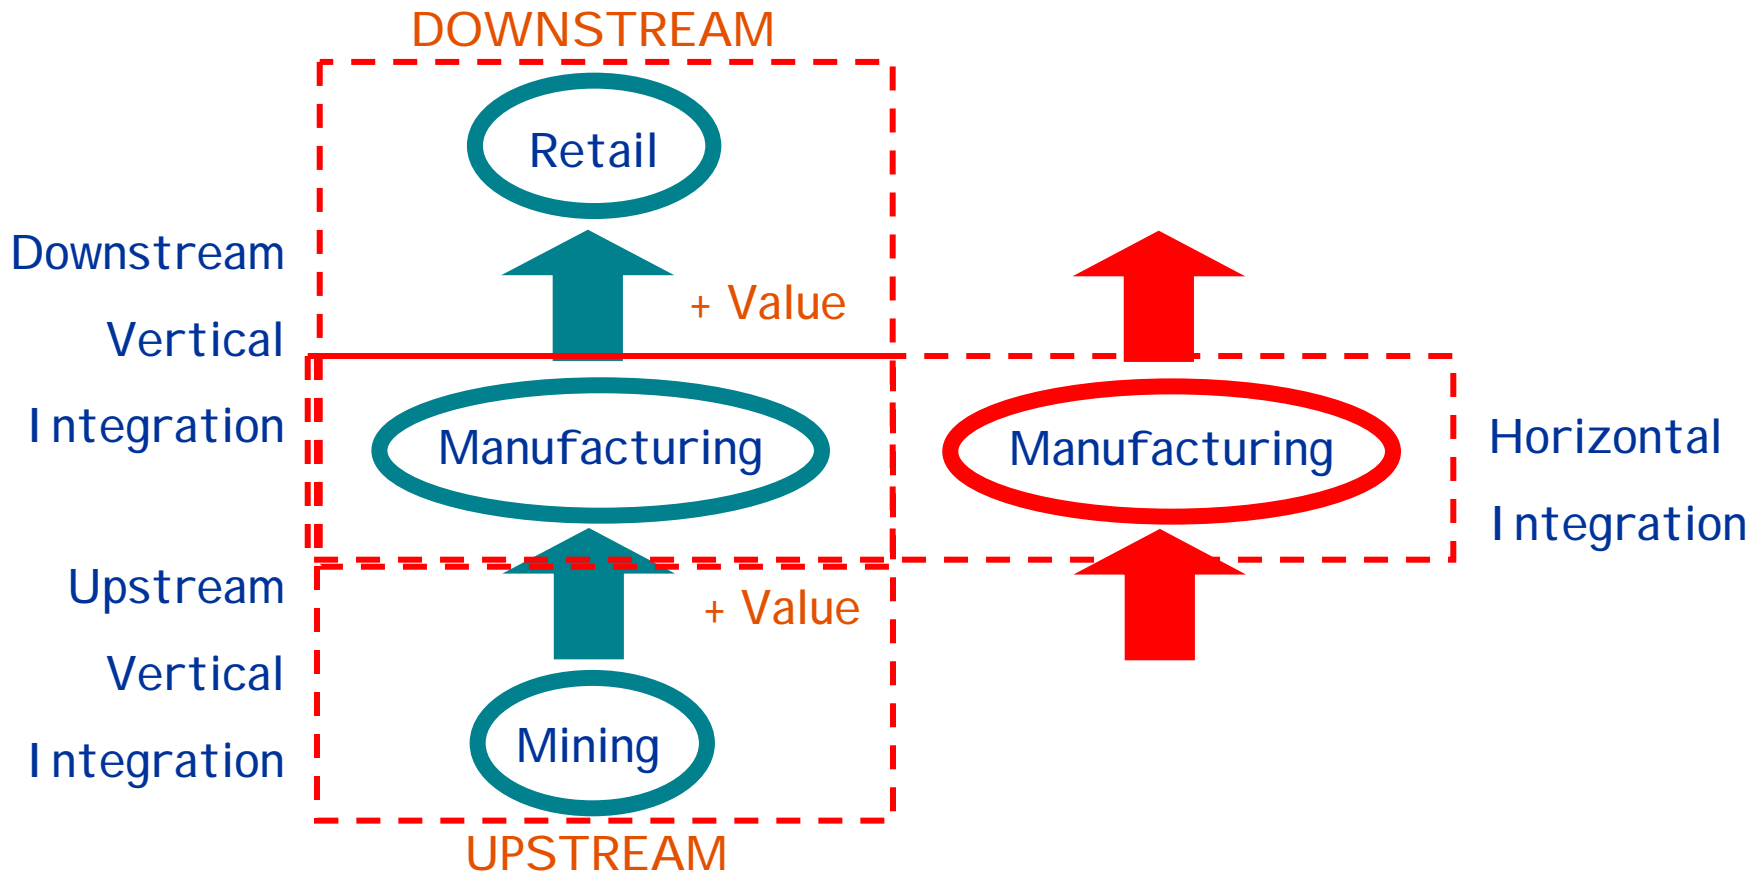 DOWNSTREAM
Retail
Downstream
Vertical
Integration
+ Value
Manufacturing
Manufacturing
Horizontal
Integration
Upstream
Vertical
Integration
+ Value
Mining
UPSTREAM